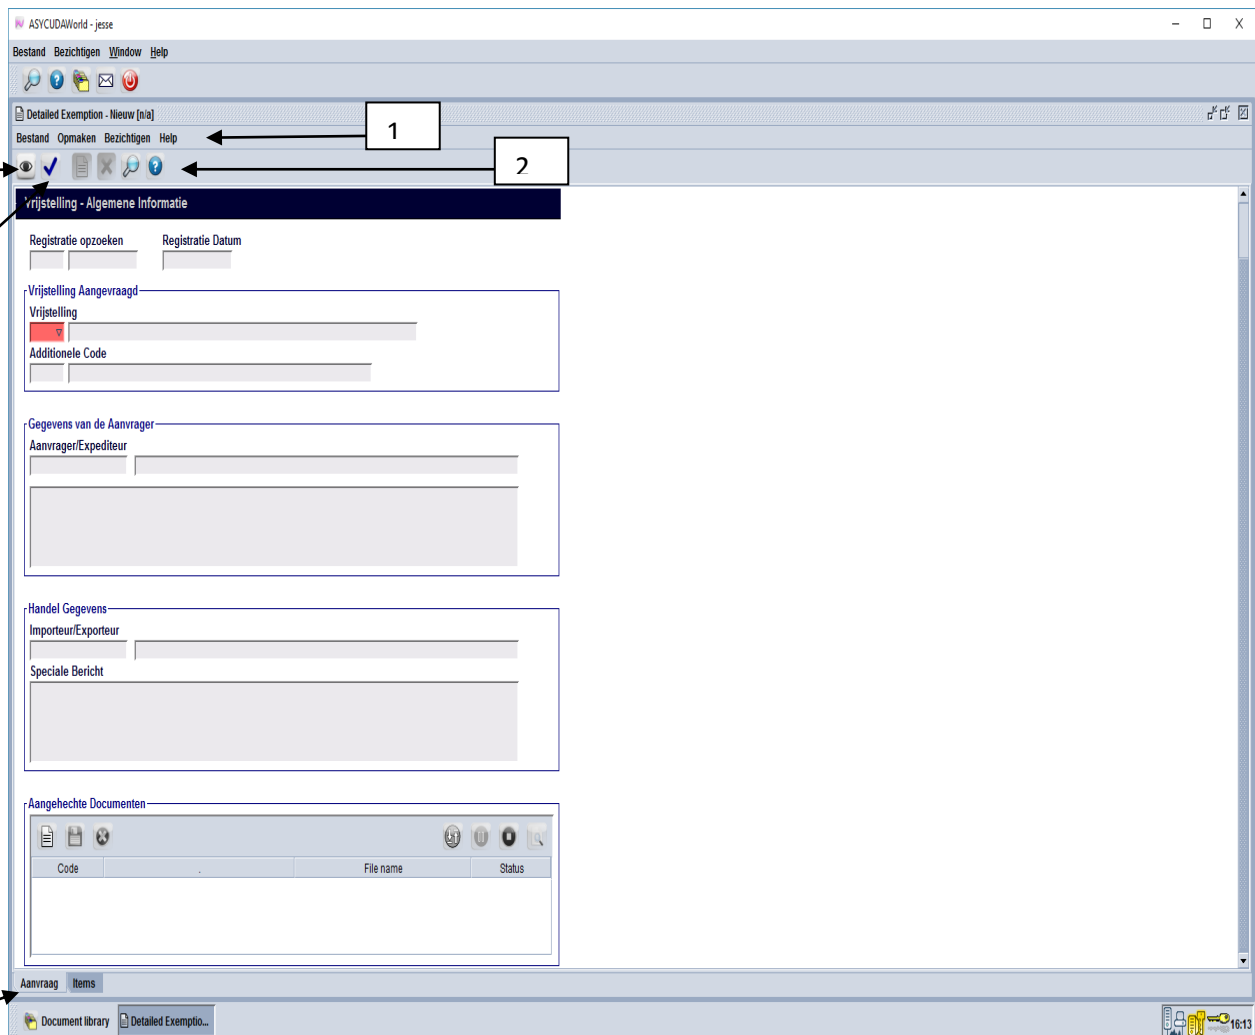 ASYCUDAWorld - jesse
Bestand Bezichtigen Window Help
Detailed Exemption - Nieuw [n/a]
Bestand Opmaken Bezichtigen Help
1
2
Vrijstelling - Algemene Informatie
Registratie opzoeken Registratie Datum
Vrijstelling Aangevraagd
Vrijstelling
Additionele Code
Gegevens van de Aanvrager
Aanvrager/Expediteur
Handel Gegevens
Importeur/Exporteur
Speciale Bericht
Aangehechte Documenten
Code . File name Status
Aanvraag Items
Document library Detailed Exemptio... 16:13